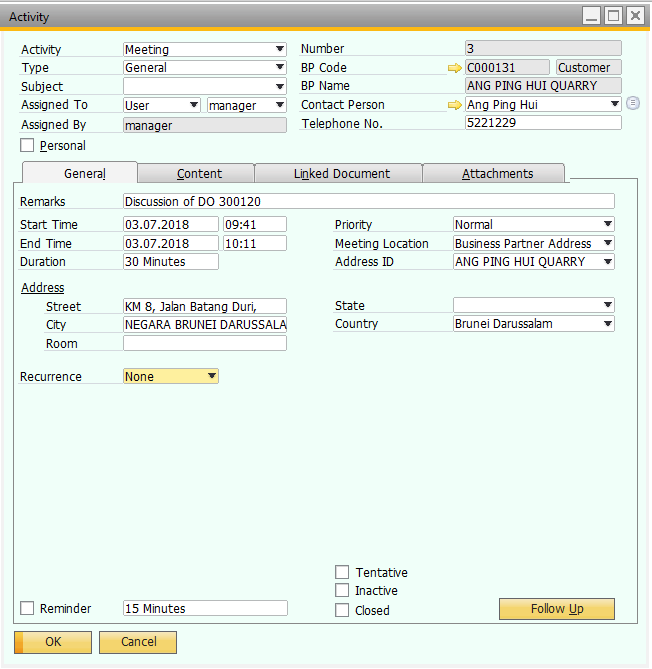 Activity
Activity Meeting Number 3
Type General BP Code C000131 Customer
Subject BP Name ANG PING HUI QUARRY
Assigned To User manager Contact Person Ang Ping Hui
Assigned By manager Telephone No. 5221229
Personal
General Content Linked Document Attachments
Remarks Discussion of DO 300120
Start Time 03.07.2018 09:41 Priority Normal
End Time 03.07.2018 10:11 Meeting Location Business Partner Address
Duration 30 Minutes Address ID ANG PING HUI QUARRY
Address
Street KM 8, Jalan Batang Duri, State
City NEGARA BRUNEI DARUSSALA Country Brunei Darussalam
Room
Recurrence None
Tentative
Inactive
Reminder 15 Minutes Closed Follow Up
OK Cancel